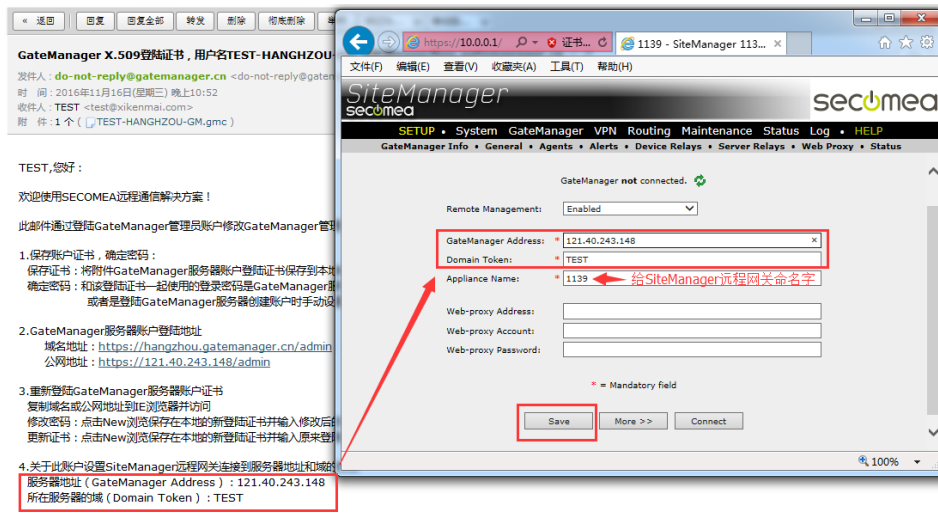 « 返回
回复
回复全部
转发
删除
彻底删除
GateManager X.509登陆证书，用户名TEST-HANGZHOU-
发件人：do-not-reply@gatemanager.cn <do-not-reply@gatem
时 间：2016年11月16日(星期三) 晚上10:52
收件人：TEST <test@xikenmai.com>
附 件：1 个 ( TEST-HANGZHOU-GM.gmc )
TEST,您好：
欢迎使用SECOMEA远程通信解决方案！
此邮件通过登陆GateManager管理员账户修改GateManager管
1.保存账户证书，确定密码：
保存证书：将附件GateManager服务器账户登陆证书保存到本地
确定密码：和该登陆证书一起使用的登录密码是GateManager服
或者是登陆GateManager服务器创建账户时手动设
2.GateManager服务器账户登陆地址
域名地址：https://hangzhou.gatemanager.cn/admin
公网地址：https://121.40.243.148/admin
3.重新登陆GateManager服务器账户证书
复制域名或公网地址到IE浏览器并访问
修改密码：点击New浏览保存在本地的新登陆证书并输入修改后的
更新证书：点击New浏览保存在本地的新登陆证书并输入原来登
4.关于此账户设置SiteManager远程网关连接到服务器地址和域的
服务器地址 ( GateManager Address )：121.40.243.148
所在服务器的域 ( Domain Token )：TEST
https://10.0.0.1/
证书...
1139 - SiteManager 113...
文件(F) 编辑(E) 查看(V) 收藏夹(A) 工具(T) 帮助(H)
SiteManager
secomea
secomea
SETUP • System GateManager VPN Routing Maintenance Status Log • HELP
GateManager Info • General • Agents • Alerts • Device Relays • Server Relays • Web Proxy • Status
GateManager not connected.
Remote Management: Enabled
GateManager Address: * 121.40.243.148 ×
Domain Token: * TEST
Appliance Name: * 1139 给SiteManager远程网关命名字
Web-proxy Address:
Web-proxy Account:
Web-proxy Password:
* = Mandatory field
Save More >> Connect
100%